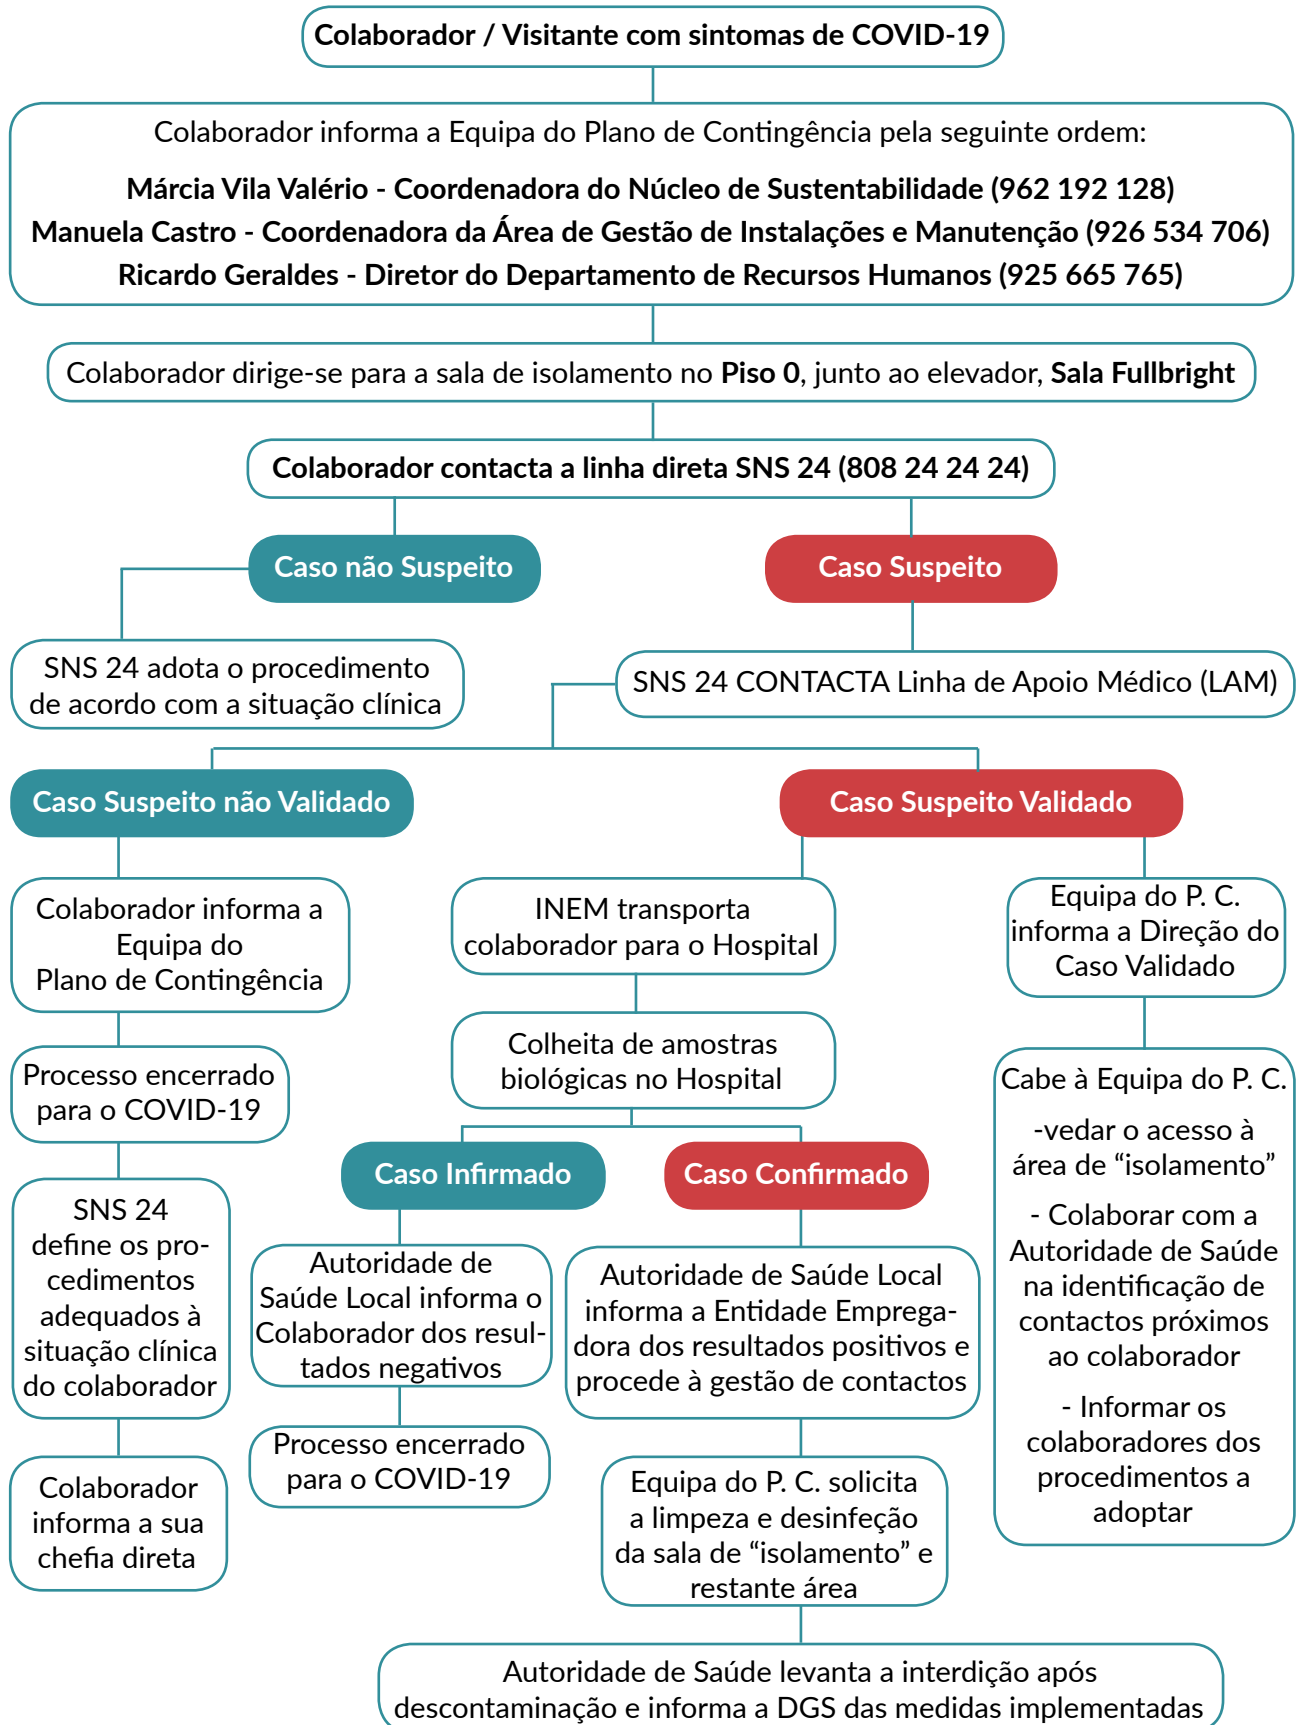 Colaborador / Visitante com sintomas de COVID-19
Colaborador informa a Equipa do Plano de Contingência pela seguinte ordem:
Márcia Vila Valério - Coordenadora do Núcleo de Sustentabilidade (962 192 128)
Manuela Castro - Coordenadora da Área de Gestão de Instalações e Manutenção (926 534 706)
Ricardo Geraldes - Diretor do Departamento de Recursos Humanos (925 665 765)
Colaborador dirige-se para a sala de isolamento no Piso 0, junto ao elevador, Sala Fullbright
Colaborador contacta a linha direta SNS 24 (808 24 24 24)
Caso não Suspeito
Caso Suspeito
SNS 24 adota o procedimento
de acordo com a situação clínica
SNS 24 CONTACTA Linha de Apoio Médico (LAM)
Caso Suspeito não Validado
Caso Suspeito Validado
Colaborador informa a
Equipa do
Plano de Contingência
INEM transporta
colaborador para o Hospital
Equipa do P. C.
informa a Direção do
Caso Validado
Processo encerrado
para o COVID-19
Colheita de amostras
biológicas no Hospital
Cabe à Equipa do P. C.
-vedar o acesso à
área de “isolamento”
- Colaborar com a
Autoridade de Saúde
na identificação de
contactos próximos
ao colaborador
- Informar os
colaboradores dos
procedimentos a
adoptar
Caso Infirmado
Caso Confirmado
SNS 24
define os pro-
cedimentos
adequados à
situação clínica
do colaborador
Autoridade de
Saúde Local informa o
Colaborador dos resul-
tados negativos
Autoridade de Saúde Local
informa a Entidade Emprega-
dora dos resultados positivos e
procede à gestão de contactos
Processo encerrado
para o COVID-19
Colaborador
informa a sua
chefia direta
Equipa do P. C. solicita
a limpeza e desinfeção
da sala de “isolamento” e
restante área
Autoridade de Saúde levanta a interdição após
descontaminação e informa a DGS das medidas implementadas